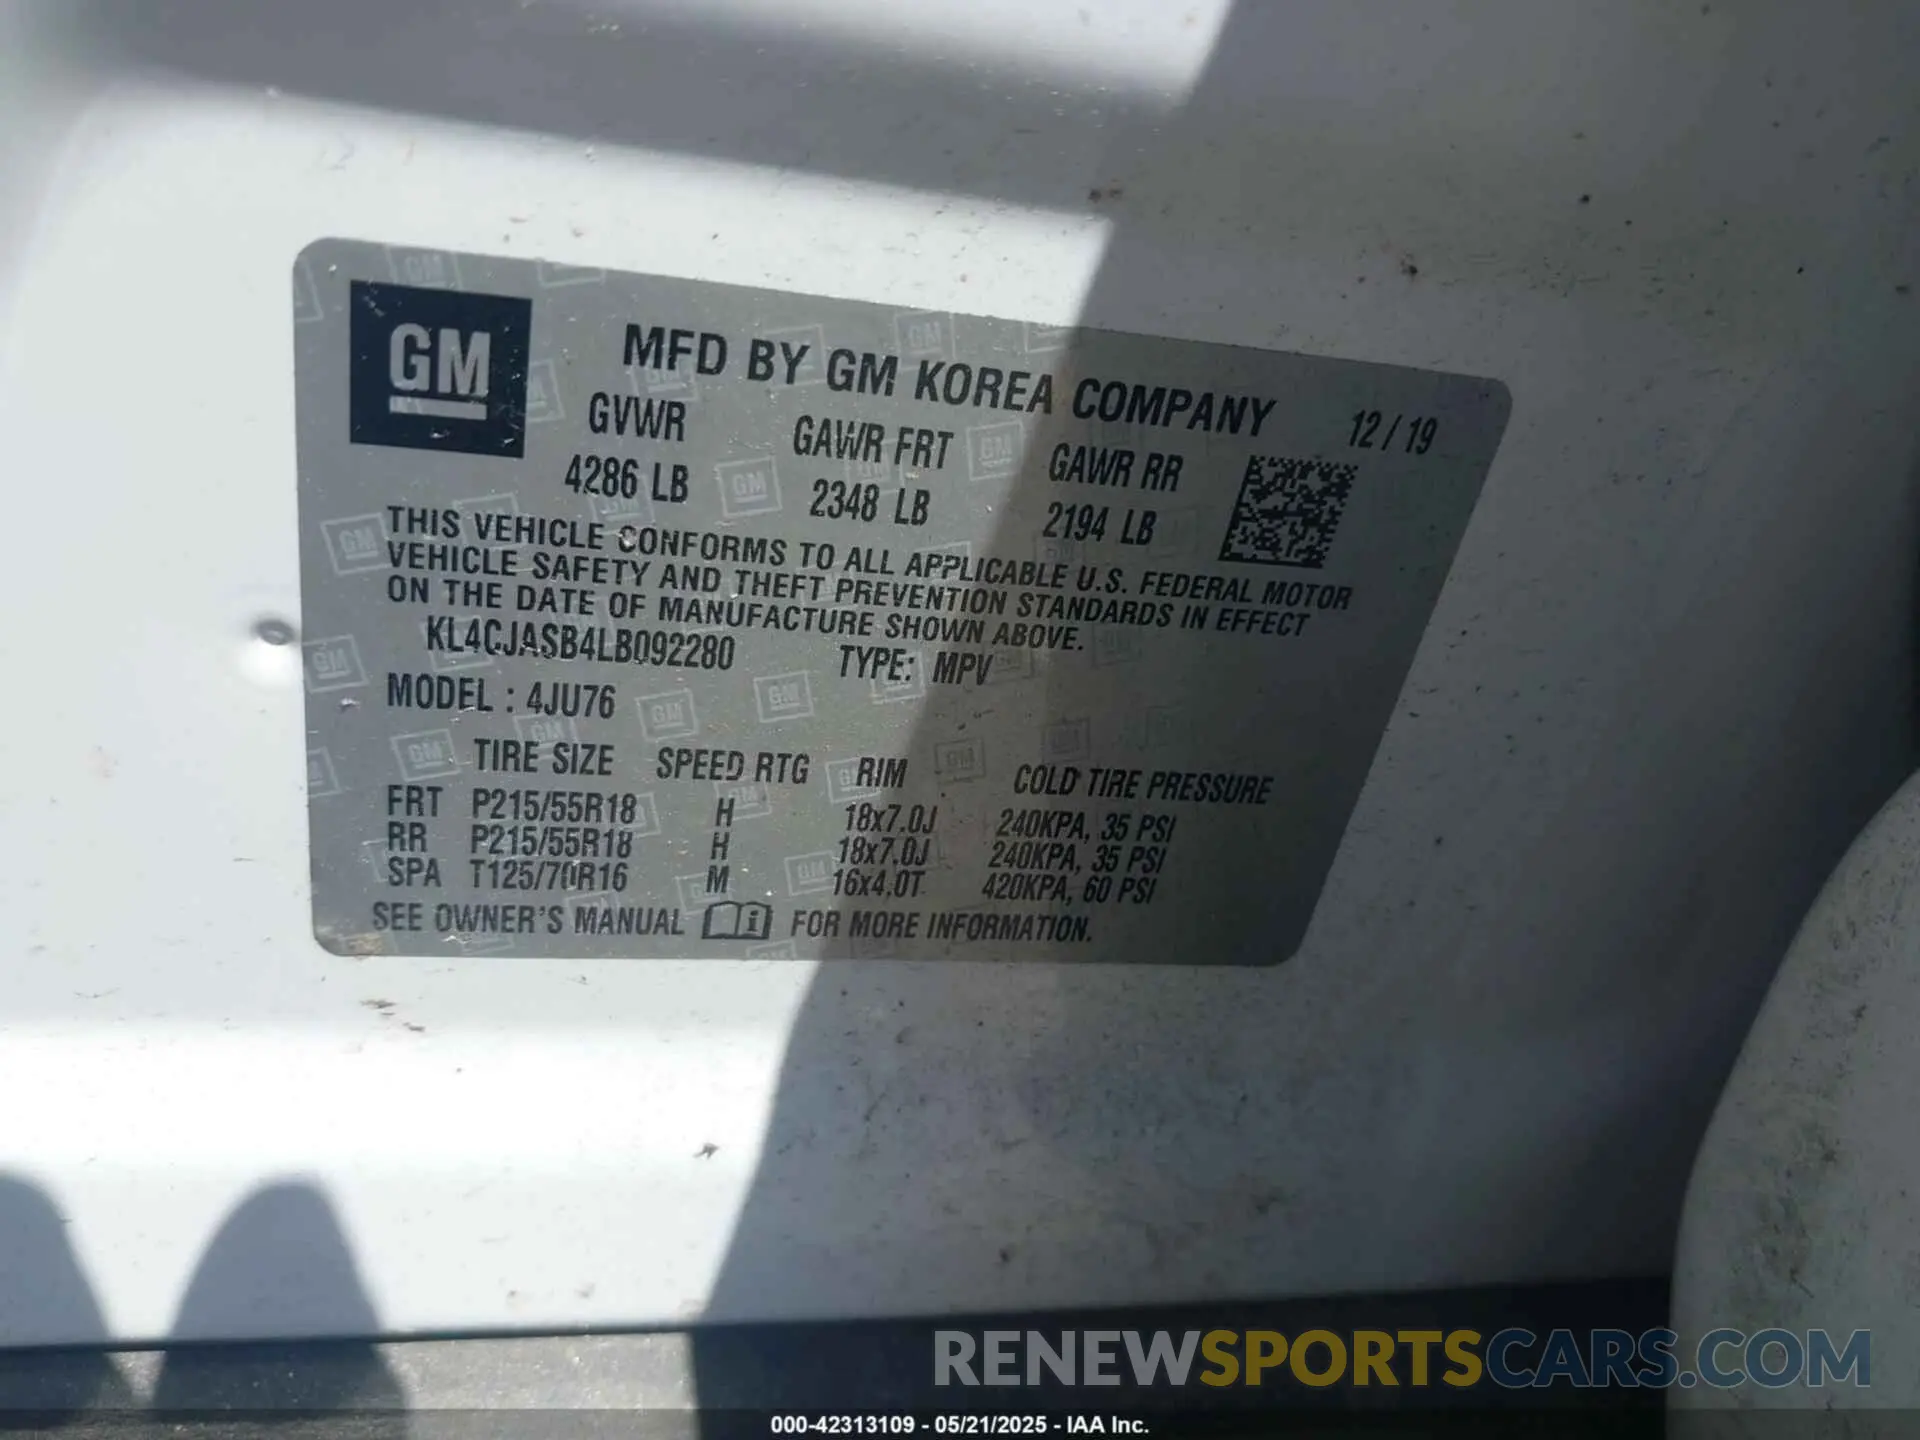 GM
MFD BY GM KOREA COMPANY 12 / 19
GVWR GAWR FRT GAWR RR
4286 LB 2348 LB 2194 LB
THIS VEHICLE CONFORMS TO ALL APPLICABLE U.S. FEDERAL MOTOR
VEHICLE SAFETY AND THEFT PREVENTION STANDARDS IN EFFECT
ON THE DATE OF MANUFACTURE SHOWN ABOVE.
KL4CJASB4LB092280 TYPE: MPV
MODEL : 4JU76
TIRE SIZE SPEED RTG RIM COLD TIRE PRESSURE
FRT P215/55R18 H 18x7.0J 240KPA, 35 PSI
RR P215/55R18 H 18x7.0J 240KPA, 35 PSI
SPA T125/70R16 M 16x4.0T 420KPA, 60 PSI
SEE OWNER'S MANUAL i FOR MORE INFORMATION.
RENEWSPORTSCARS.COM
000-42313109 - 05/21/2025 - IAA Inc.